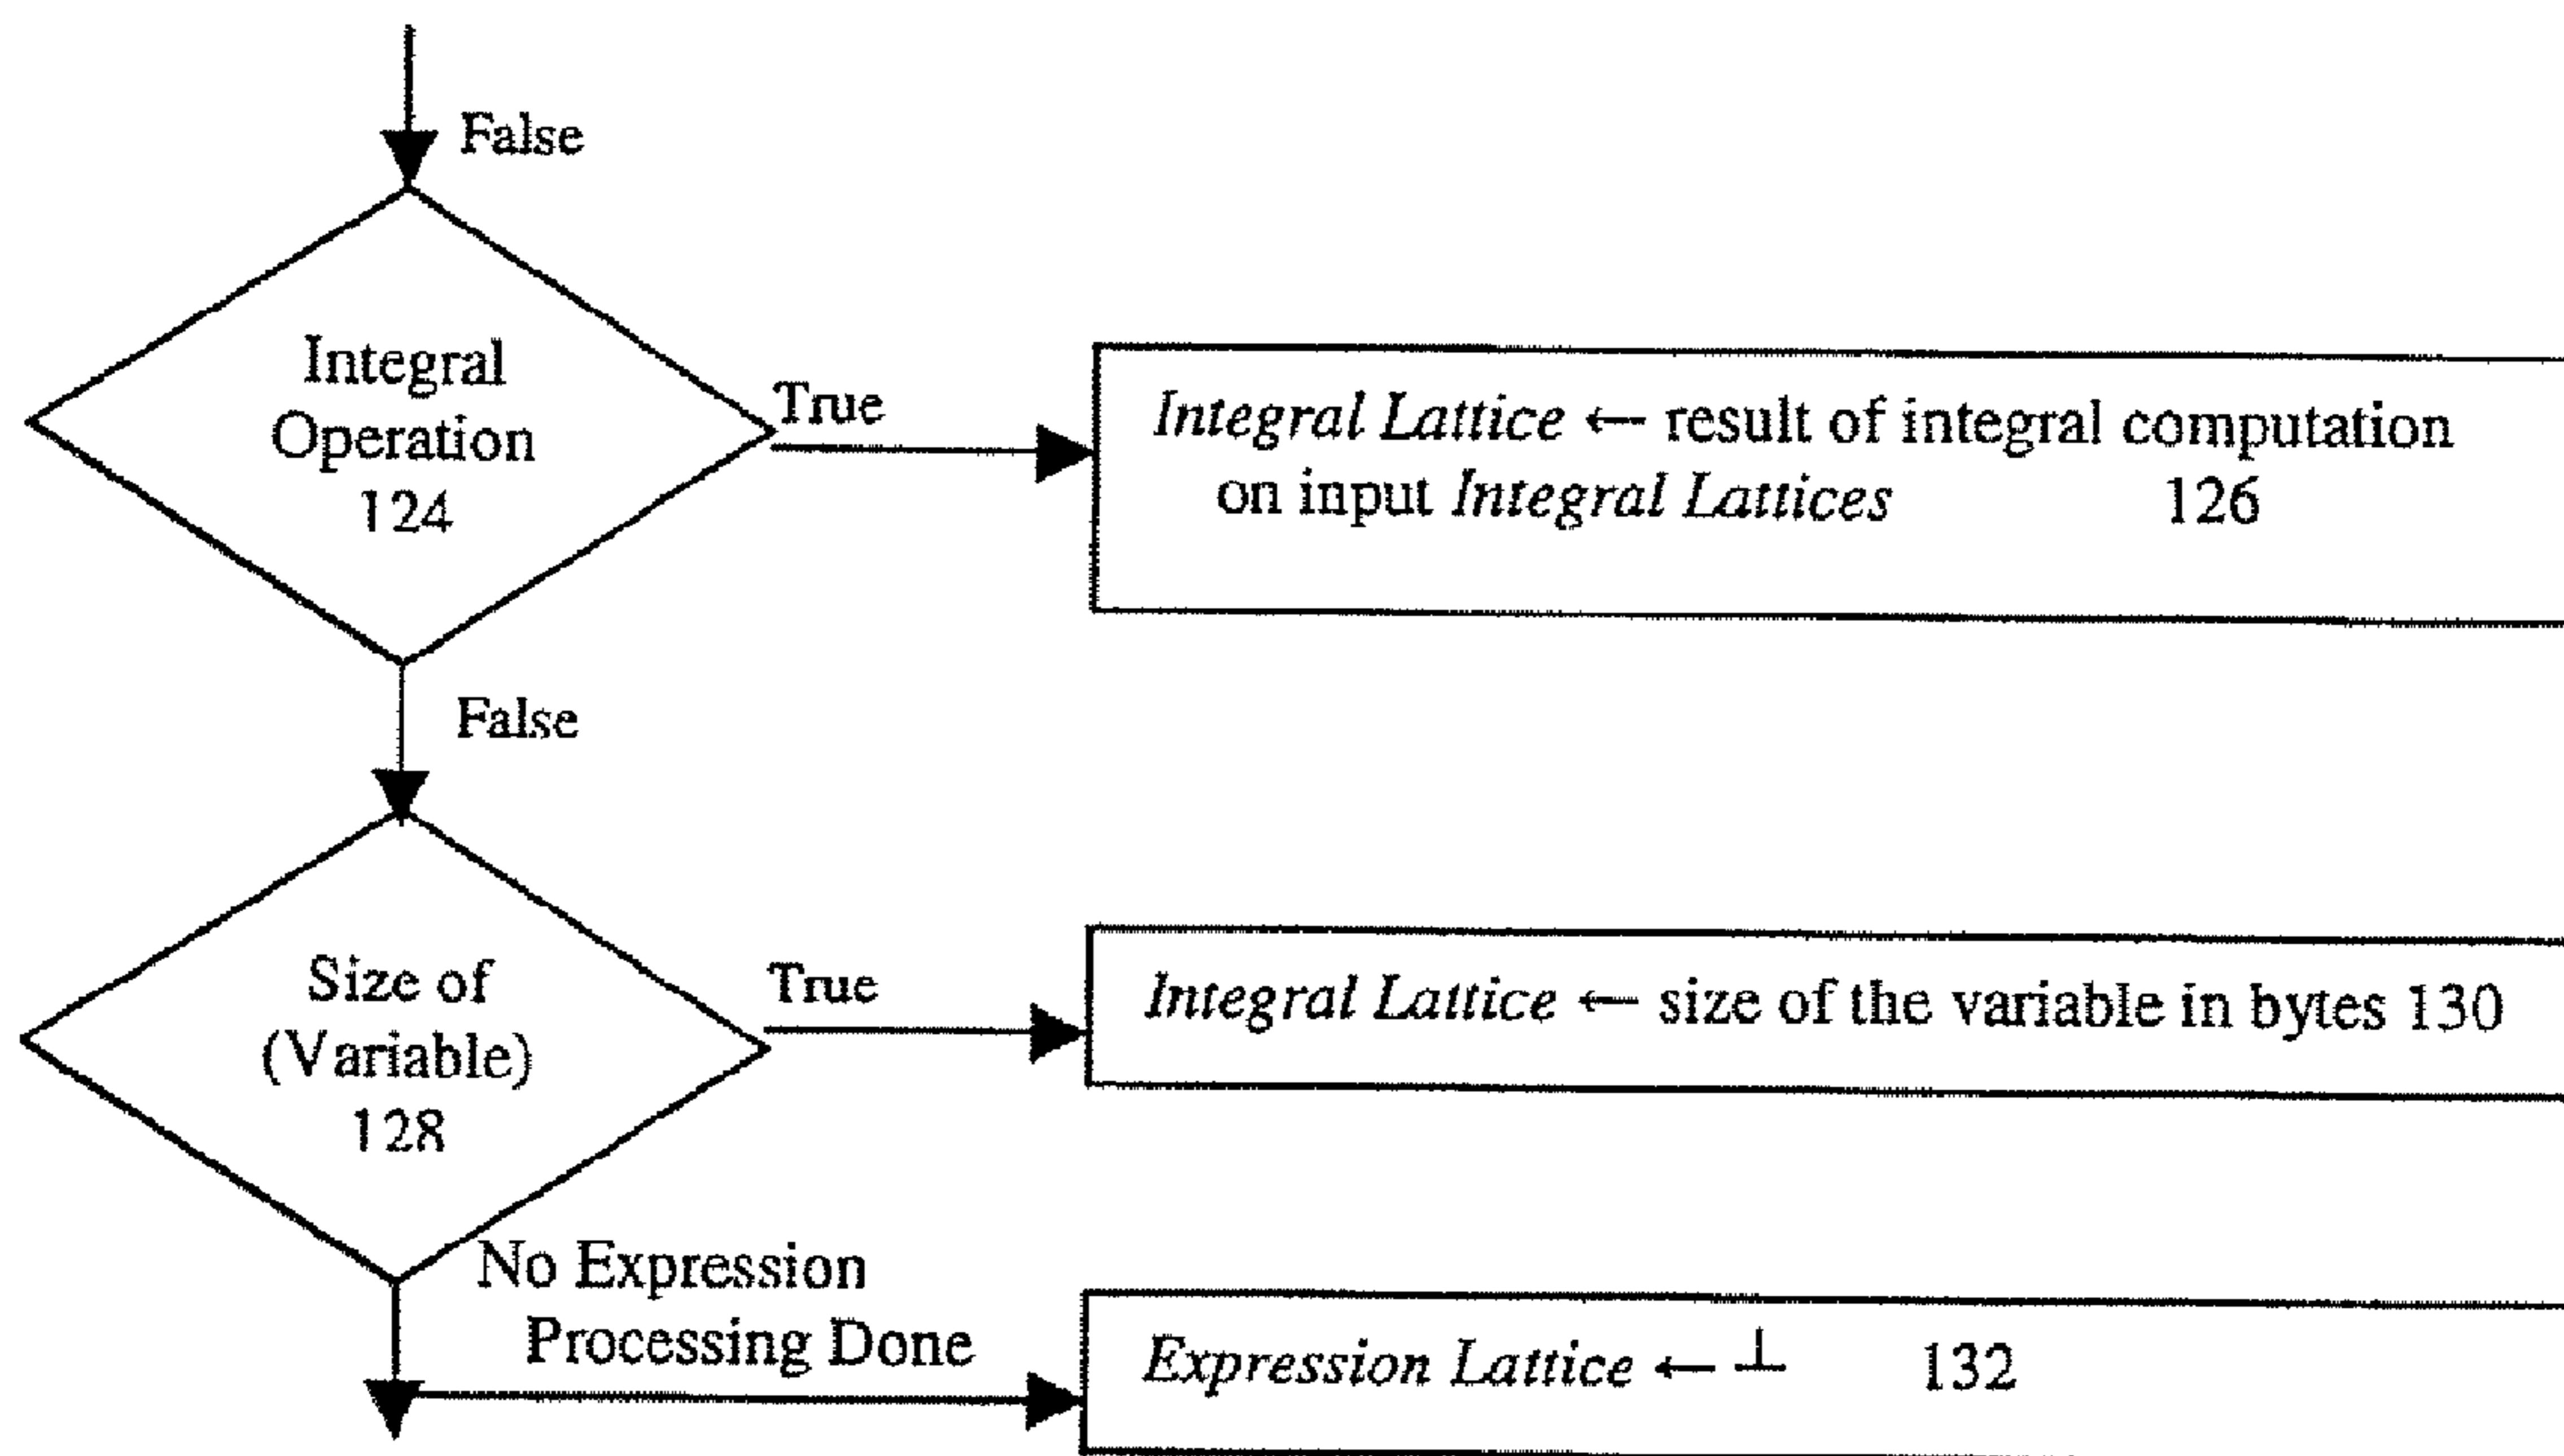 False
Integral
Operation
124
True
Integral Lattice ← result of integral computation
on input Integral Lattices 126
False
Size of
(Variable)
128
True
Integral Lattice ← size of the variable in bytes 130
No Expression
Processing Done
Expression Lattice ← ⊥ 132